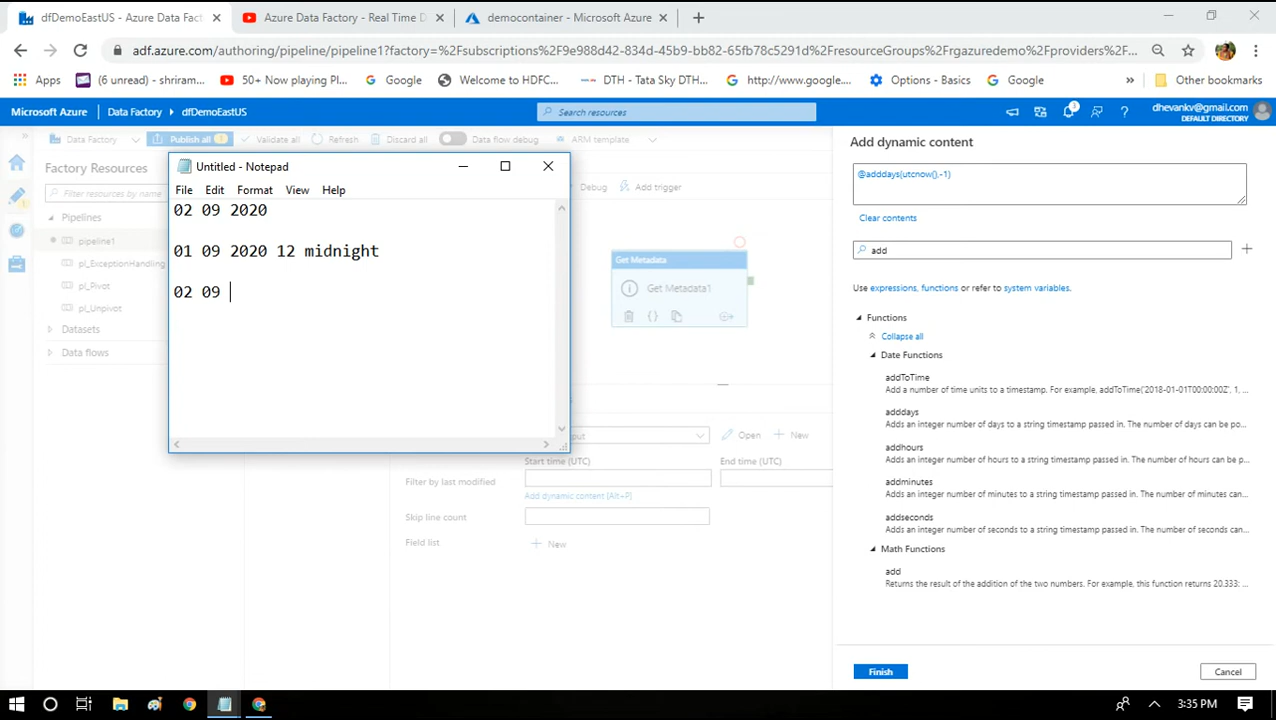 dfDemoEastUS - Azure Data Fact
Azure Data Factory - Real Time D
democontainer - Microsoft Azure
adf.azure.com/authoring/pipeline/pipeline1?factory=%2Fsubscriptions%2F9e988d42-834d-45b9-bb82-65fb78c5291d%2FresourceGroups%2Frgazuredemo%2Fproviders%2F...
Apps
(6 unread) - shriram...
50+ Now playing Pl...
Google
Welcome to HDFC...
DTH - Tata Sky DTH...
http://www.google....
Options - Basics
Google
»
Other bookmarks
Microsoft Azure
Data Factory
dfDemoEastUS
Search resources
1
dhevankv@gmail.com
DEFAULT DIRECTORY
Data Factory
Publish all
Validate all
Refresh
Discard all
Data flow debug
ARM template
Factory Resources
Filter resources by name
Pipelines
pipeline1
pl_ExceptionHandling
pl_Pivot
pl_Unpivot
Datasets
Data flows
Untitled - Notepad
File Edit Format View Help
02 09 2020
01 09 2020 12 midnight
02 09
Debug
Add trigger
Get Metadata
Get Metadata1
Open
New
Start time (UTC)
End time (UTC)
Filter by last modified
Add dynamic content [Alt+P]
Skip line count
Field list
New
Add dynamic content
@adddays(utcnow(),-1)
Clear contents
add
Use expressions, functions or refer to system variables.
Functions
Collapse all
Date Functions
addToTime
Add a number of time units to a timestamp. For example, addToTime('2018-01-01T00:00:00Z', 1, ...
adddays
Adds an integer number of days to a string timestamp passed in. The number of days can be po...
addhours
Adds an integer number of hours to a string timestamp passed in. The number of hours can be p...
addminutes
Adds an integer number of minutes to a string timestamp passed in. The number of minutes can...
addseconds
Adds an integer number of seconds to a string timestamp passed in. The number of seconds can...
Math Functions
add
Returns the result of the addition of the two numbers. For example, this function returns 20.333: ...
Finish
Cancel
3:35 PM